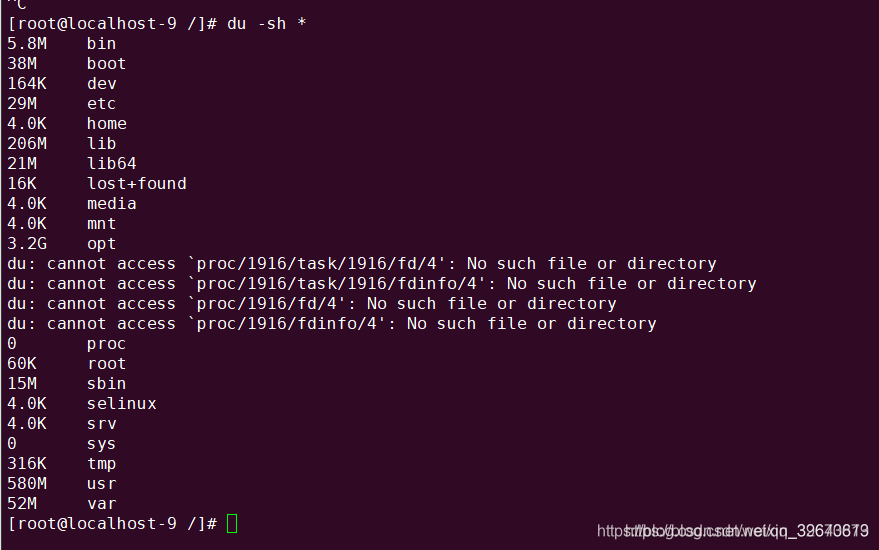 ^C
[root@localhost-9 /]# du -sh *
5.8M    bin
38M     boot
164K    dev
29M     etc
4.0K    home
206M    lib
21M     lib64
16K     lost+found
4.0K    media
4.0K    mnt
3.2G    opt
du: cannot access `proc/1916/task/1916/fd/4': No such file or directory
du: cannot access `proc/1916/task/1916/fdinfo/4': No such file or directory
du: cannot access `proc/1916/fd/4': No such file or directory
du: cannot access `proc/1916/fdinfo/4': No such file or directory
0       proc
60K     root
15M     sbin
4.0K    selinux
4.0K    srv
0       sys
316K    tmp
580M    usr
52M     var
[root@localhost-9 /]#